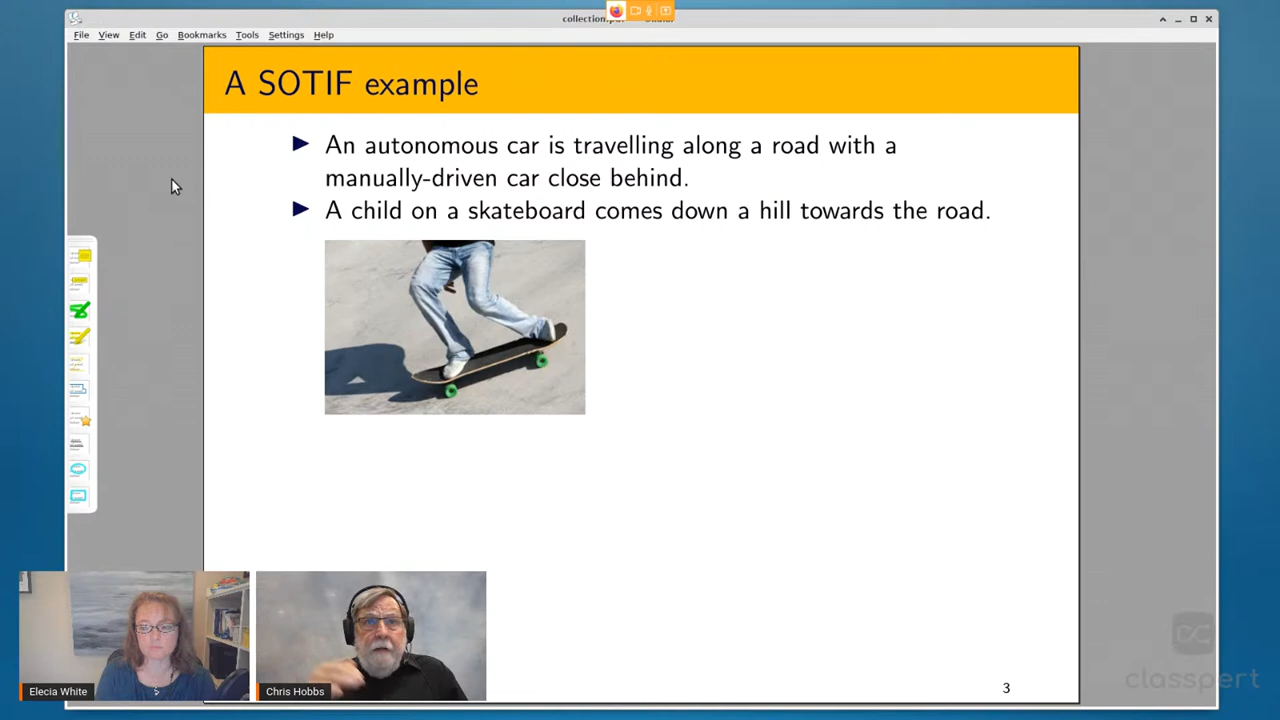 File View Edit Go Bookmarks Tools Settings Help
A SOTIF example
An autonomous car is travelling along a road with a
manually-driven car close behind.
A child on a skateboard comes down a hill towards the road.
Elecia White
Chris Hobbs
3
classpert